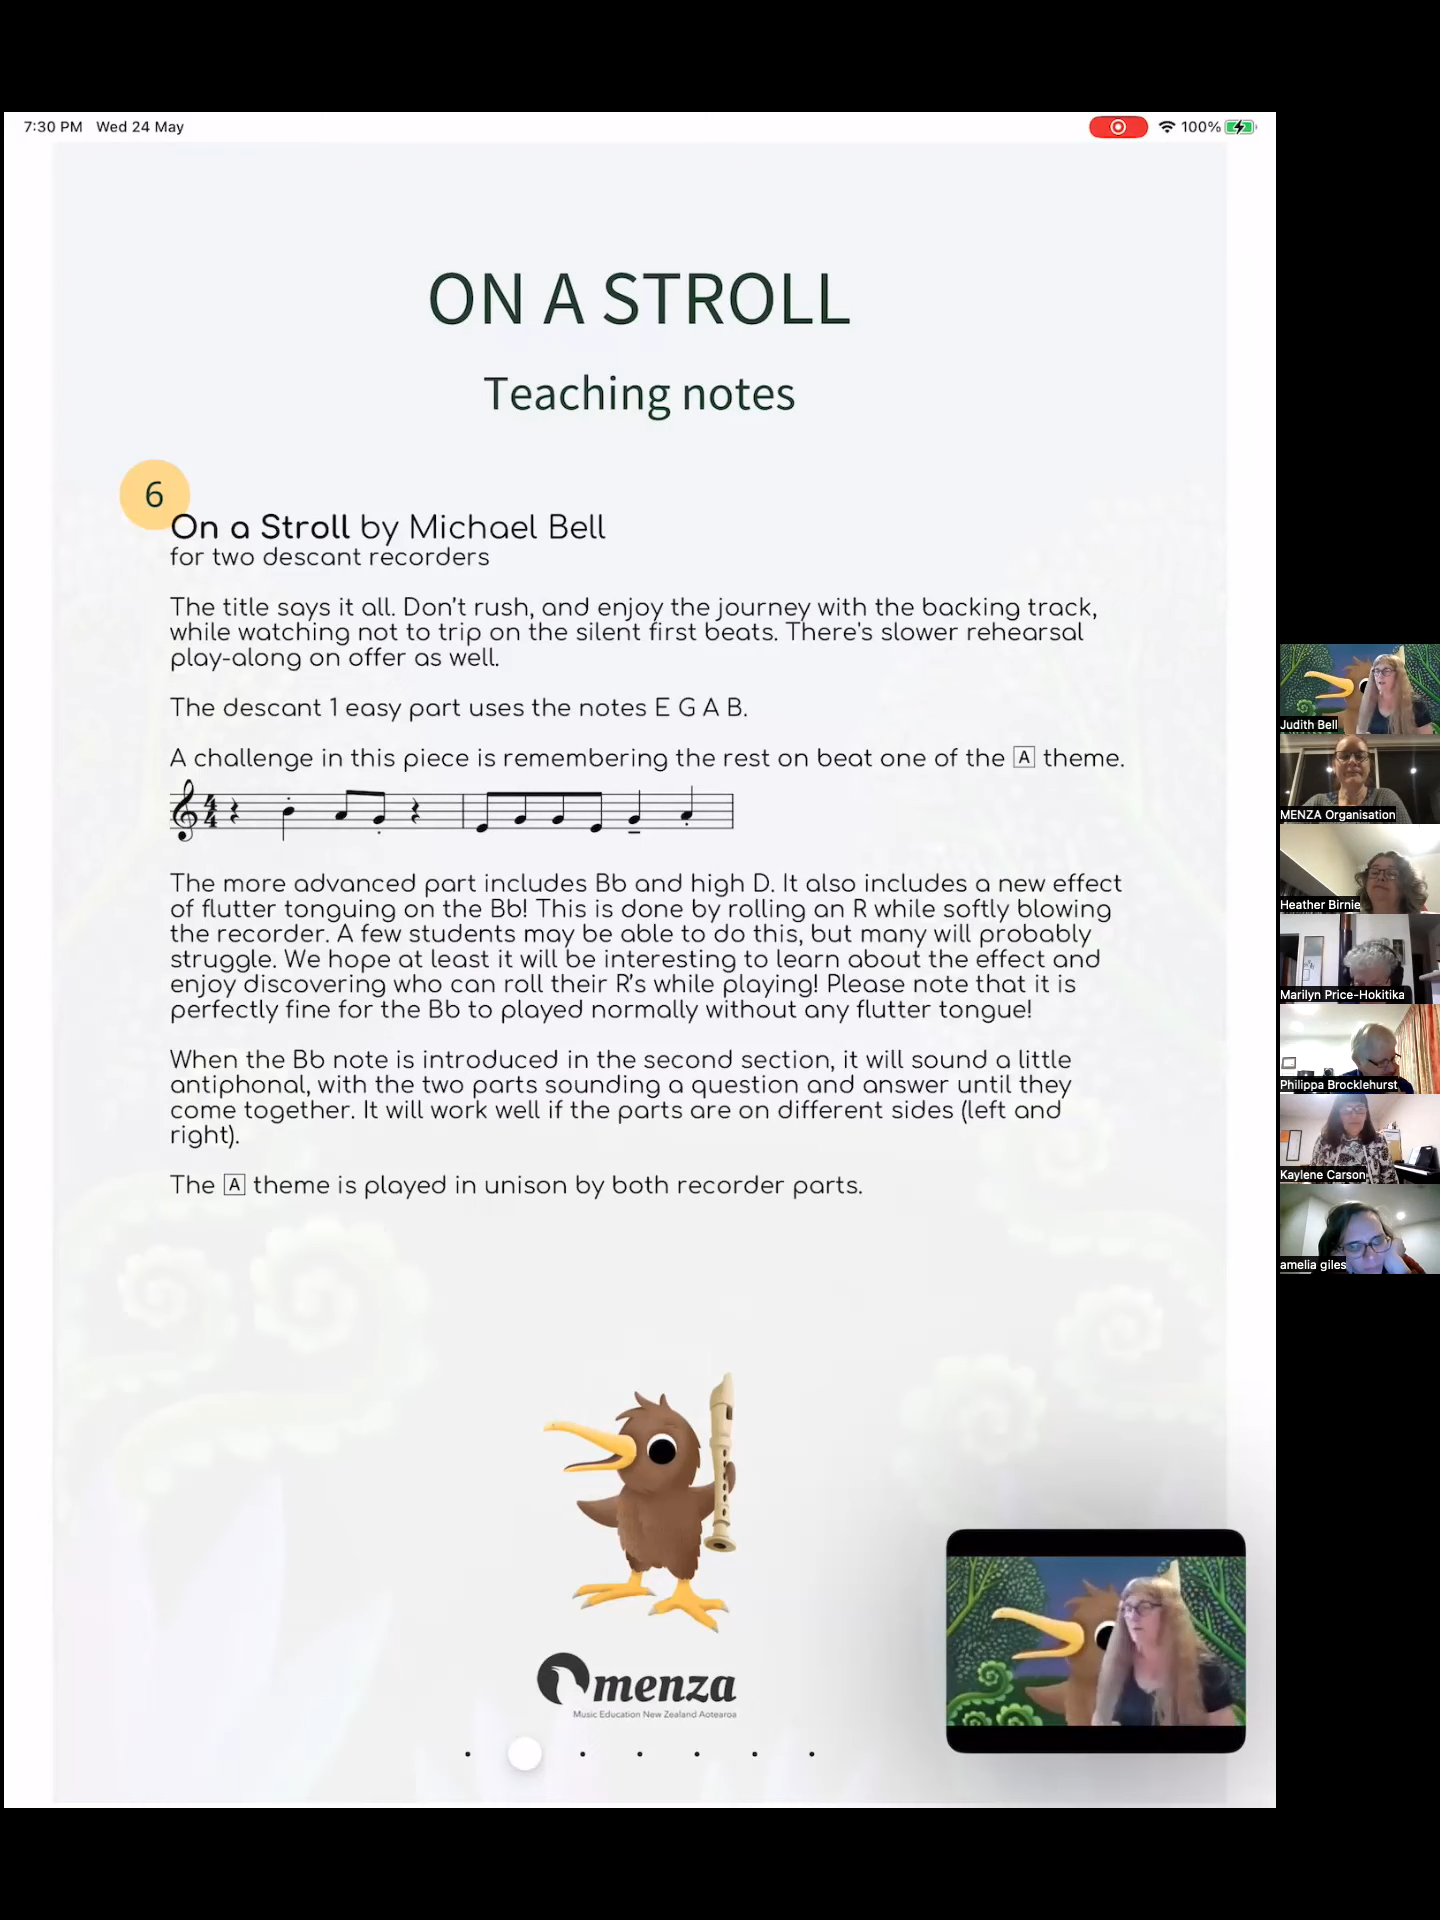 7:30 PM Wed 24 May
100%
ON A STROLL
Teaching notes
6
On a Stroll by Michael Bell
for two descant recorders
The title says it all. Don't rush, and enjoy the journey with the backing track,
while watching not to trip on the silent first beats. There's slower rehearsal
play-along on offer as well.
The descant 1 easy part uses the notes E G A B.
A challenge in this piece is remembering the rest on beat one of the A theme.
4
4
The more advanced part includes Bb and high D. It also includes a new effect
of flutter tonguing on the Bb! This is done by rolling an R while softly blowing
the recorder. A few students may be able to do this, but many will probably
struggle. We hope at least it will be interesting to learn about the effect and
enjoy discovering who can roll their R's while playing! Please note that it is
perfectly fine for the Bb to played normally without any flutter tongue!
When the Bb note is introduced in the second section, it will sound a little
antiphonal, with the two parts sounding a question and answer until they
come together. It will work well if the parts are on different sides (left and
right).
The A theme is played in unison by both recorder parts.
menza
Music Education New Zealand Aotearoa
Judith Bell
MENZA Organisation
Heather Birnie
Marilyn Price-Hokitika
Philippa Brocklehurst
Kaylene Carson
amelia giles